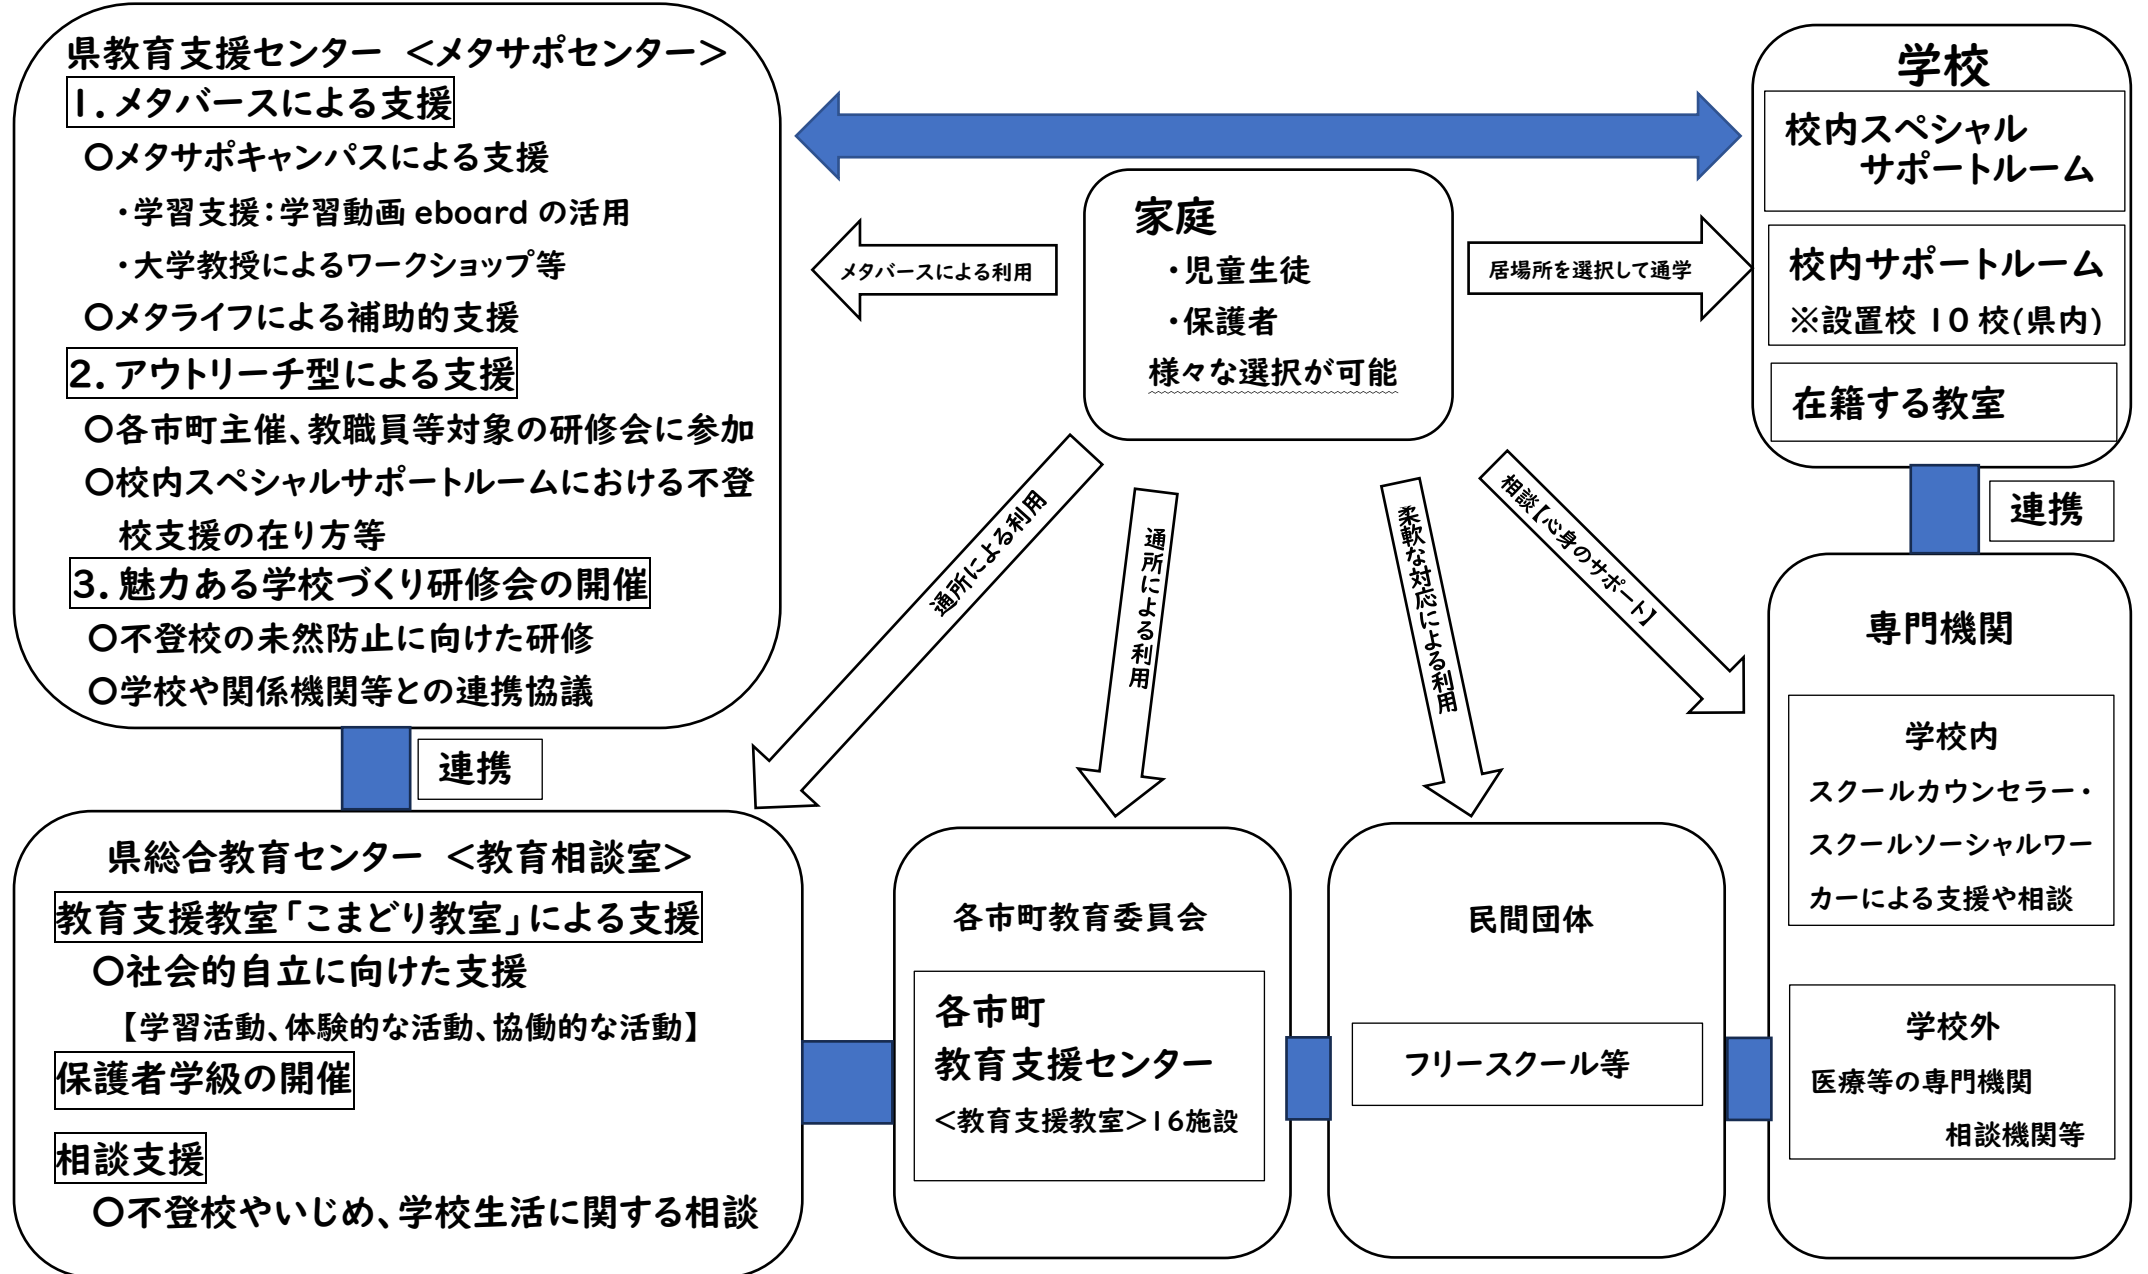 県教育支援センター <メタサポセンター>
1.メタバースによる支援
○メタサポキャンパスによる支援
・学習支援:学習動画 eboard の活用
・大学教授によるワークショップ等
○メタライフによる補助的支援
2.アウトリーチ型による支援
○各市町主催、教職員等対象の研修会に参加
○校内スペシャルサポートルームにおける不登
校支援の在り方等
3.魅力ある学校づくり研修会の開催
○不登校の未然防止に向けた研修
○学校や関係機関等との連携協議
連携
県総合教育センター <教育相談室>
教育支援教室「こまどり教室」による支援
○社会的自立に向けた支援
【学習活動、体験的な活動、協働的な活動】
保護者学級の開催
相談支援
○不登校やいじめ、学校生活に関する相談
家庭
・児童生徒
・保護者
様々な選択が可能
メタバースによる利用
居場所を選択して通学
通所による利用
通所による利用
柔軟な対応による利用
相談【心身のサポート】
学校
校内スペシャル
サポートルーム
校内サポートルーム
※設置校10校(県内)
在籍する教室
連携
各市町教育委員会
各市町
教育支援センター
<教育支援教室>16施設
民間団体
フリースクール等
専門機関
学校内
スクールカウンセラー・
スクールソーシャルワー
カーによる支援や相談
学校外
医療等の専門機関
相談機関等